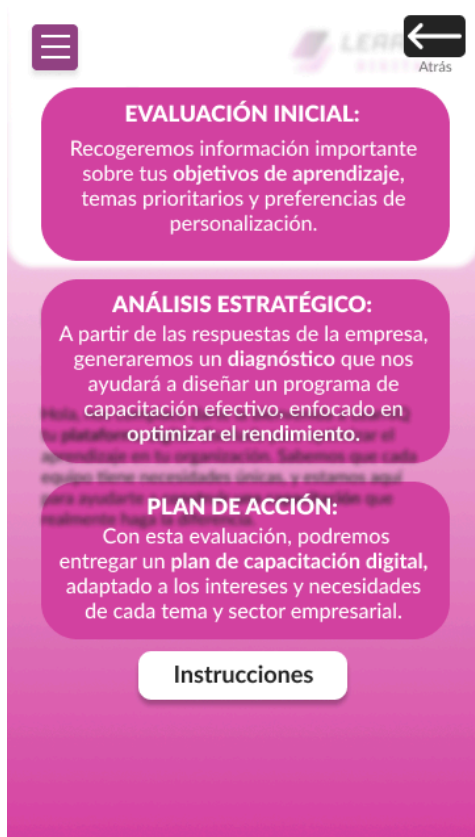 Atrás
EVALUACIÓN INICIAL:
Recogeremos información importante
sobre tus objetivos de aprendizaje,
temas prioritarios y preferencias de
personalización.
ANÁLISIS ESTRATÉGICO:
A partir de las respuestas de la empresa,
generaremos un diagnóstico que nos
ayudará a diseñar un programa de
capacitación efectivo, enfocado en
optimizar el rendimiento.
PLAN DE ACCIÓN:
Con esta evaluación, podremos
entregar un plan de capacitación digital,
adaptado a los intereses y necesidades
de cada tema y sector empresarial.
Instrucciones